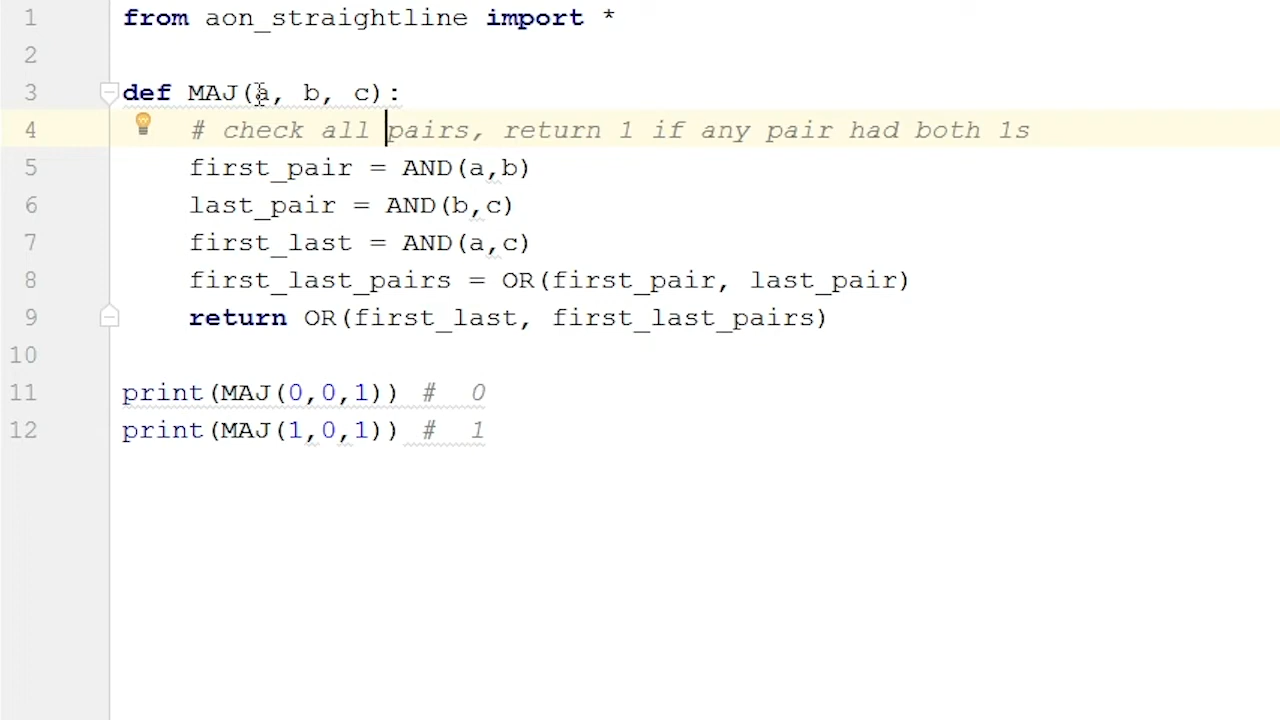 1 from aon_straightline import *
2
3 def MAJ(a, b, c):
4 # check all pairs, return 1 if any pair had both 1s
5 first_pair = AND(a,b)
6 last_pair = AND(b,c)
7 first_last = AND(a,c)
8 first_last_pairs = OR(first_pair, last_pair)
9 return OR(first_last, first_last_pairs)
10
11 print(MAJ(0,0,1)) # 0
12 print(MAJ(1,0,1)) # 1